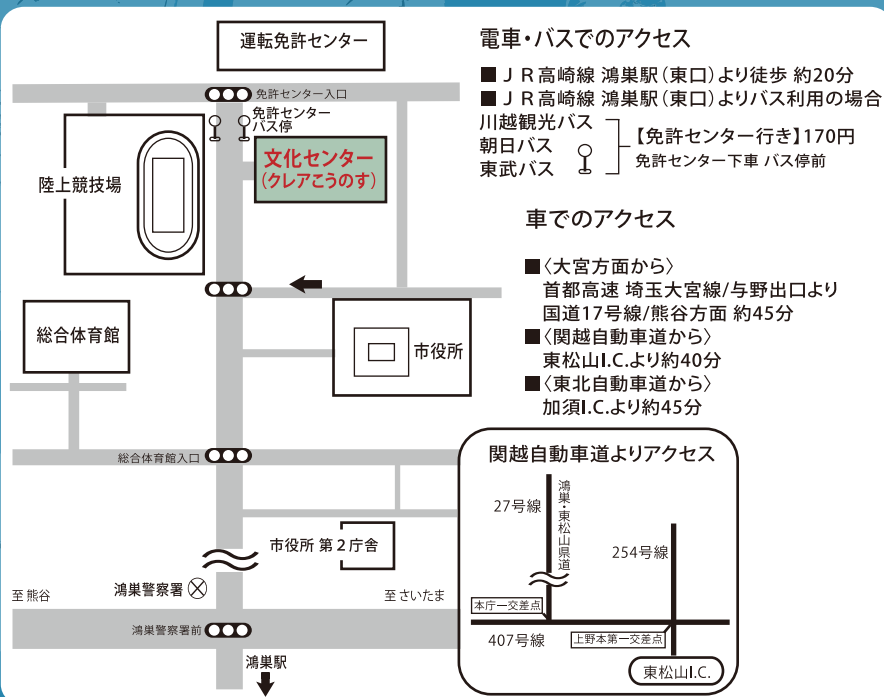 運転免許センター
免許センター入口
免許センター
バス停
文化センター
(クレアこうのす)
陸上競技場
総合体育館
市役所
総合体育館入口
市役所 第2庁舎
鴻巣警察署
至 熊谷
至 さいたま
鴻巣警察署前
鴻巣駅
電車・バスでのアクセス
■ＪＲ高崎線 鴻巣駅(東口)より徒歩 約20分
■ＪＲ高崎線 鴻巣駅(東口)よりバス利用の場合
川越観光バス
朝日バス
東武バス
【免許センター行き】170円
免許センター下車 バス停前
車でのアクセス
■〈大宮方面から〉
首都高速 埼玉大宮線/与野出口より
国道17号線/熊谷方面 約45分
■〈関越自動車道から〉
東松山I.C.より約40分
■〈東北自動車道から〉
加須I.C.より約45分
関越自動車道よりアクセス
27号線
鴻巣・東松山県道
254号線
本庁一交差点
407号線
上野本第一交差点
東松山I.C.